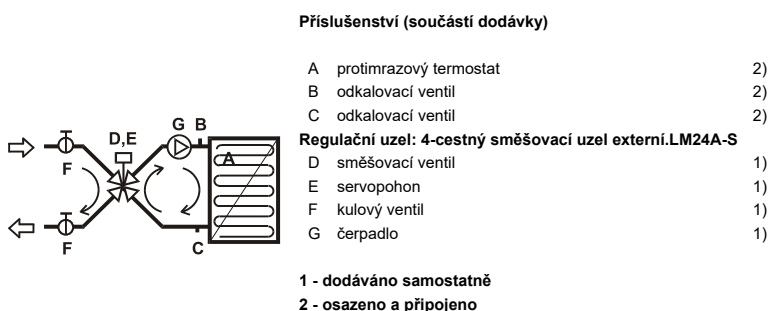 Příslušenství (součástí dodávky)
A protimrazový termostat 2)
B odkalovací ventil 2)
C odkalovací ventil 2)
Regulační uzel: 4-cestný směšovací uzel externí.LM24A-S
D směšovací ventil 1)
E servopohon 1)
F kulový ventil 1)
G čerpadlo 1)
1 - dodáváno samostatně
2 - osazeno a připojeno
D,E
G B
A
F
F
C